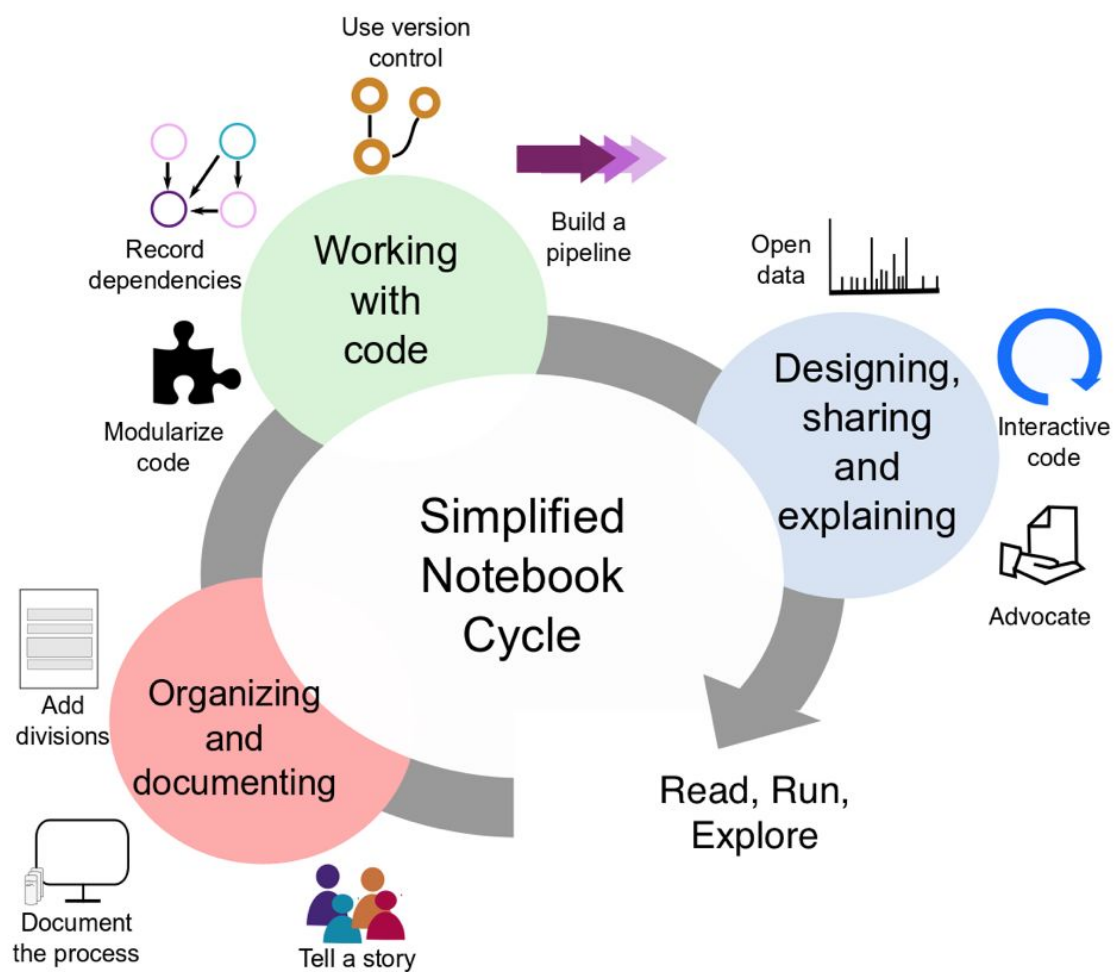 Use version
control
Record
dependencies
Build a
pipeline
Working
with
code
Modularize
code
Open
data
Designing,
sharing
and
explaining
Interactive
code
Advocate
Simplified
Notebook
Cycle
Add
divisions
Organizing
and
documenting
Document
the process
Tell a story
Read, Run,
Explore